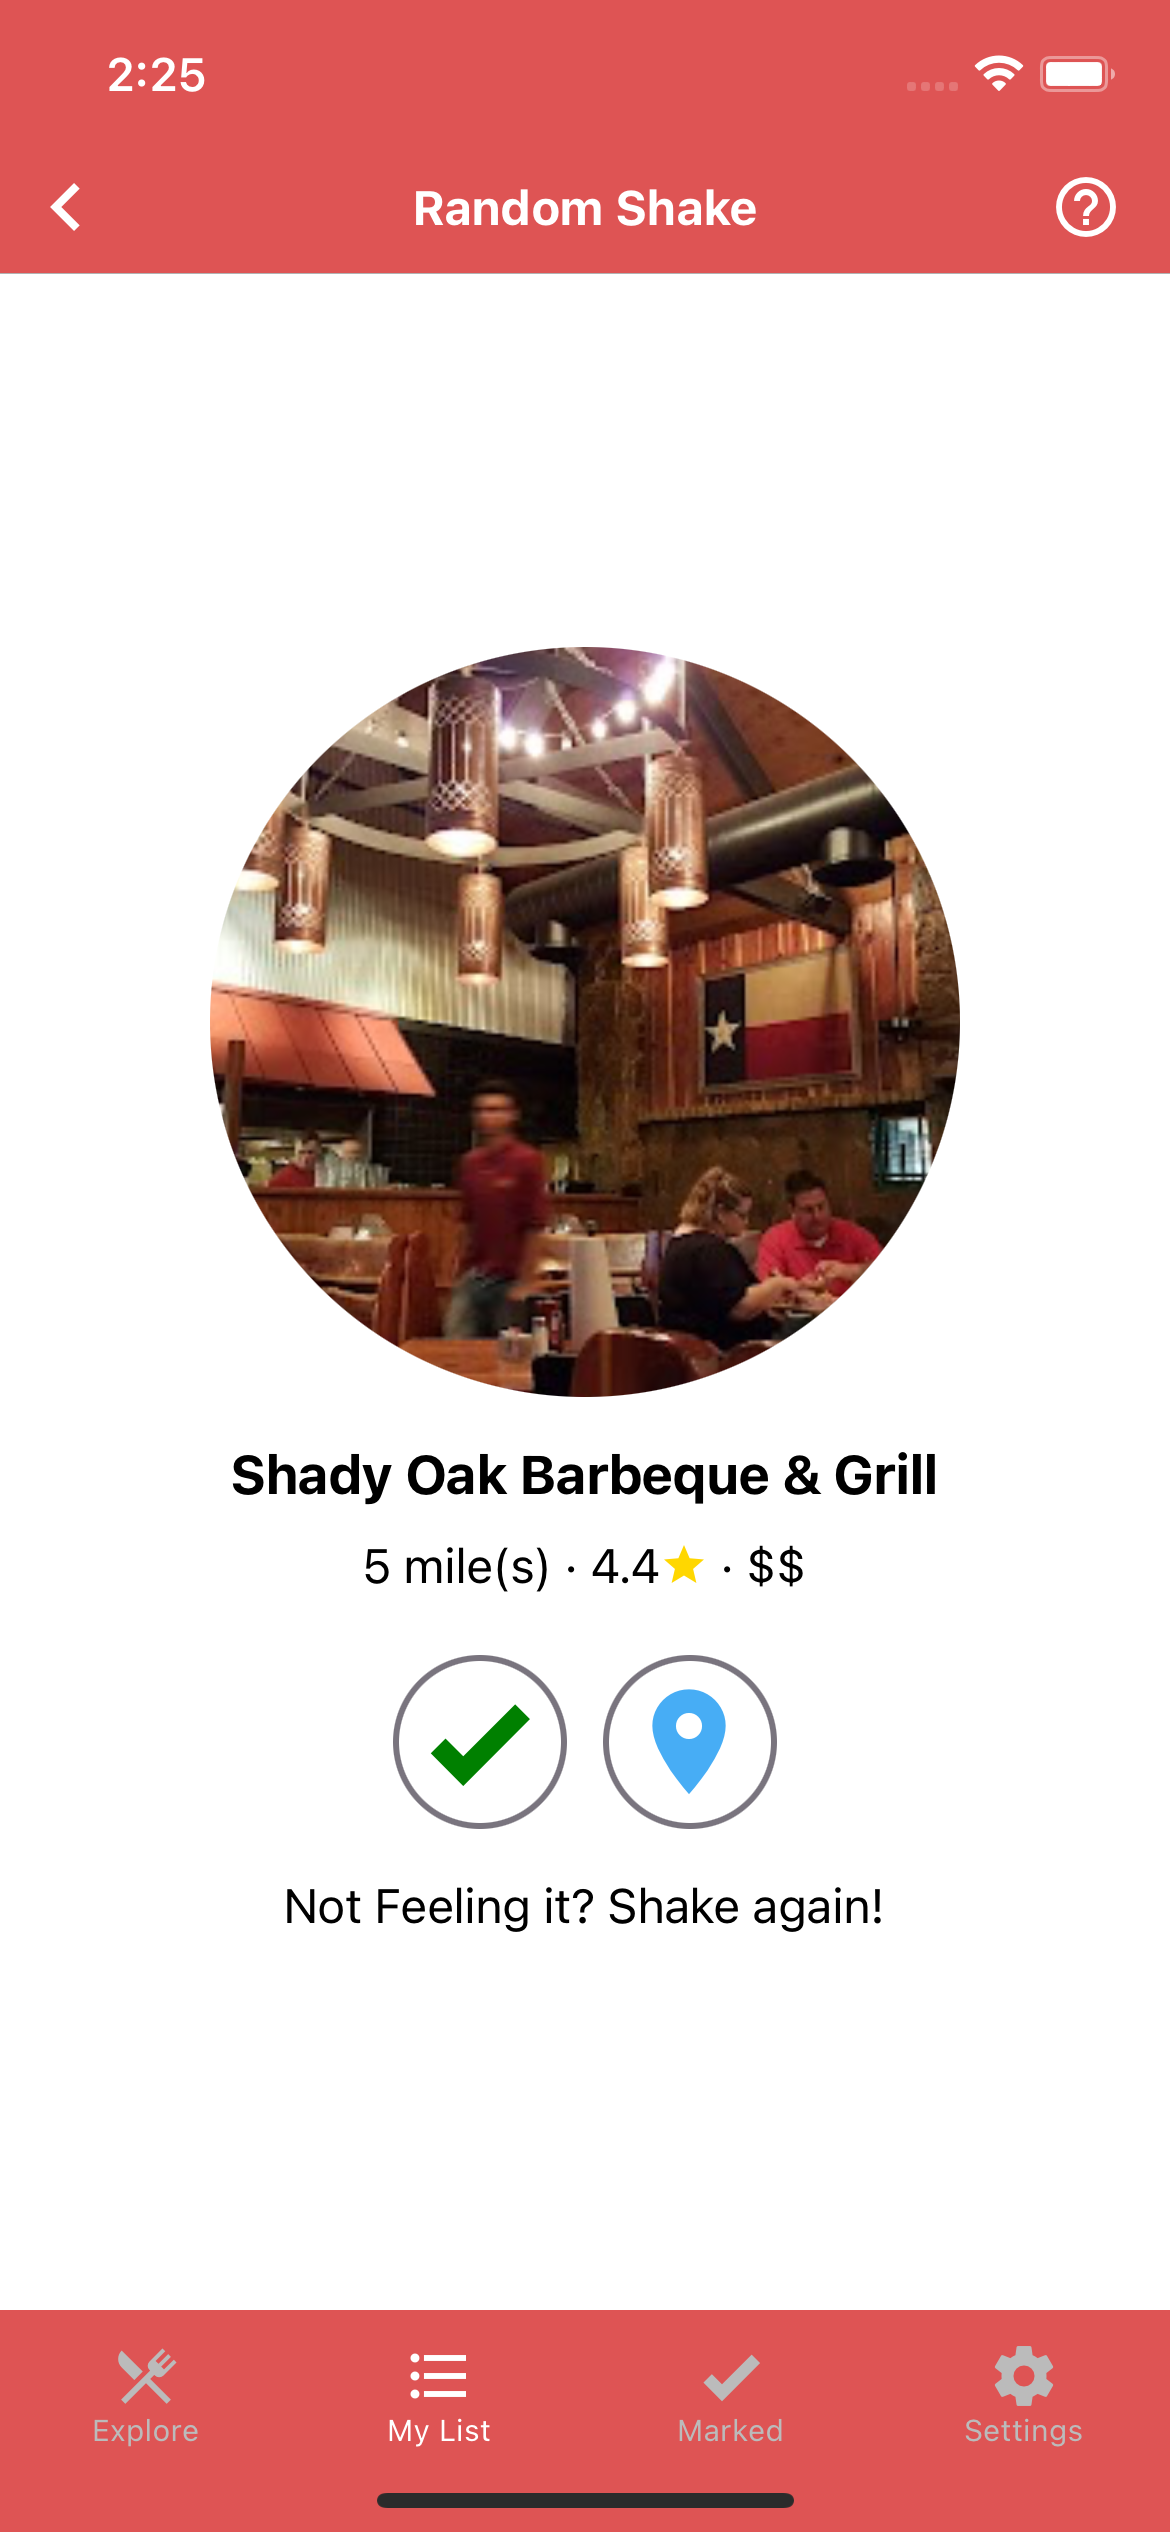 2:25
Random Shake
Shady Oak Barbeque & Grill
5 mile(s) · 4.4★ · $$
Not Feeling it? Shake again!
Explore
My List
Marked
Settings